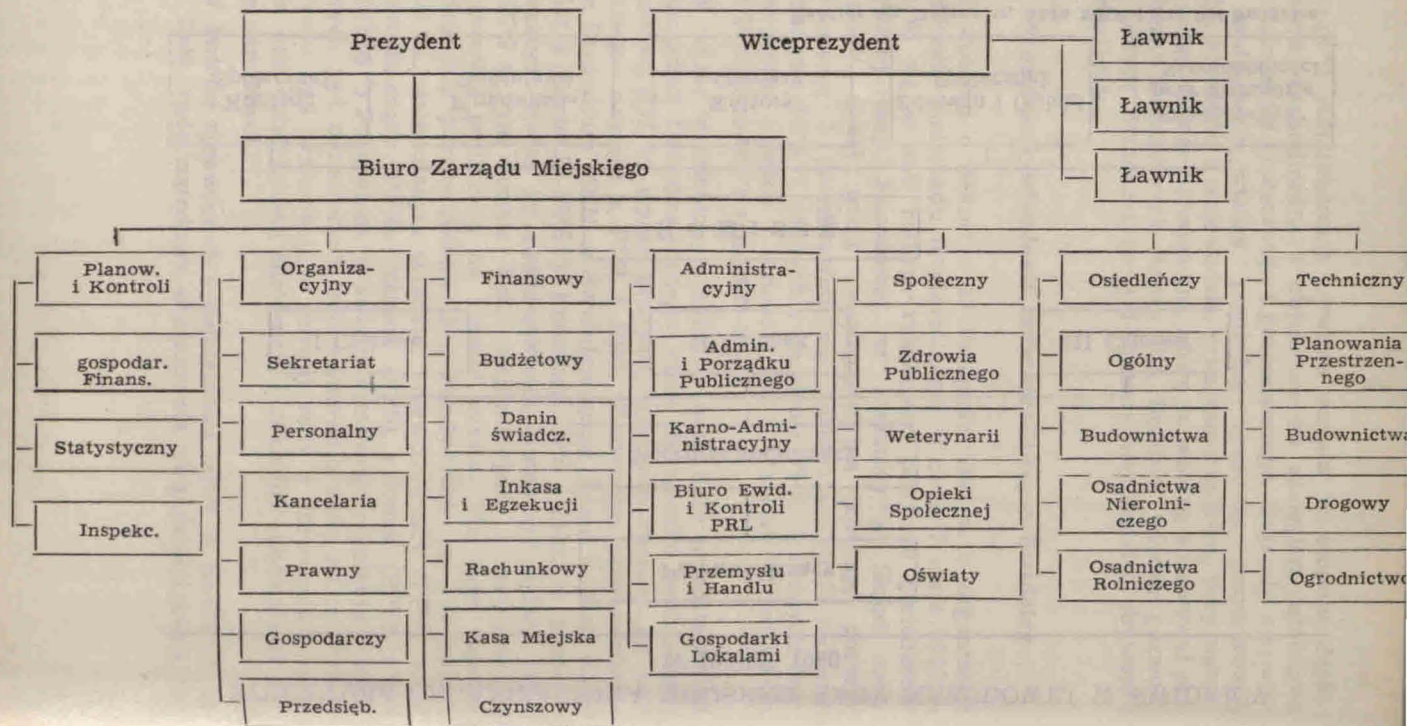 Prezydent
Wiceprezydent
Ławnik
Ławnik
Ławnik
Biuro Zarządu Miejskiego
Planow.
i Kontroli
gospodar.
Finans.
Statystyczny
Inspekc.
Organiza-
cyjny
Sekretariat
Personalny
Kancelaria
Prawny
Gospodarczy
Przedsięb.
Finansowy
Budżetowy
Danin
świadcz.
Inkasa
i Egzekucji
Rachunkowy
Kasa Miejska
Czynszowy
Administra-
cyjny
Admin.
i Porządku
Publicznego
Karno-Admi-
nistracyjny
Biuro Ewid.
i Kontroli
PRL
Przemysłu
i Handlu
Gospodarki
Lokalami
Społeczny
Zdrowia
Publicznego
Weterynarii
Opieki
Społecznej
Oświaty
Osiedleńczy
Ogólny
Budownictwa
Osadnictwa
Nierolni-
czego
Osadnictwa
Rolniczego
Techniczny
Planowania
Przestrzen-
nego
Budownictwa
Drogowy
Ogrodnictwo